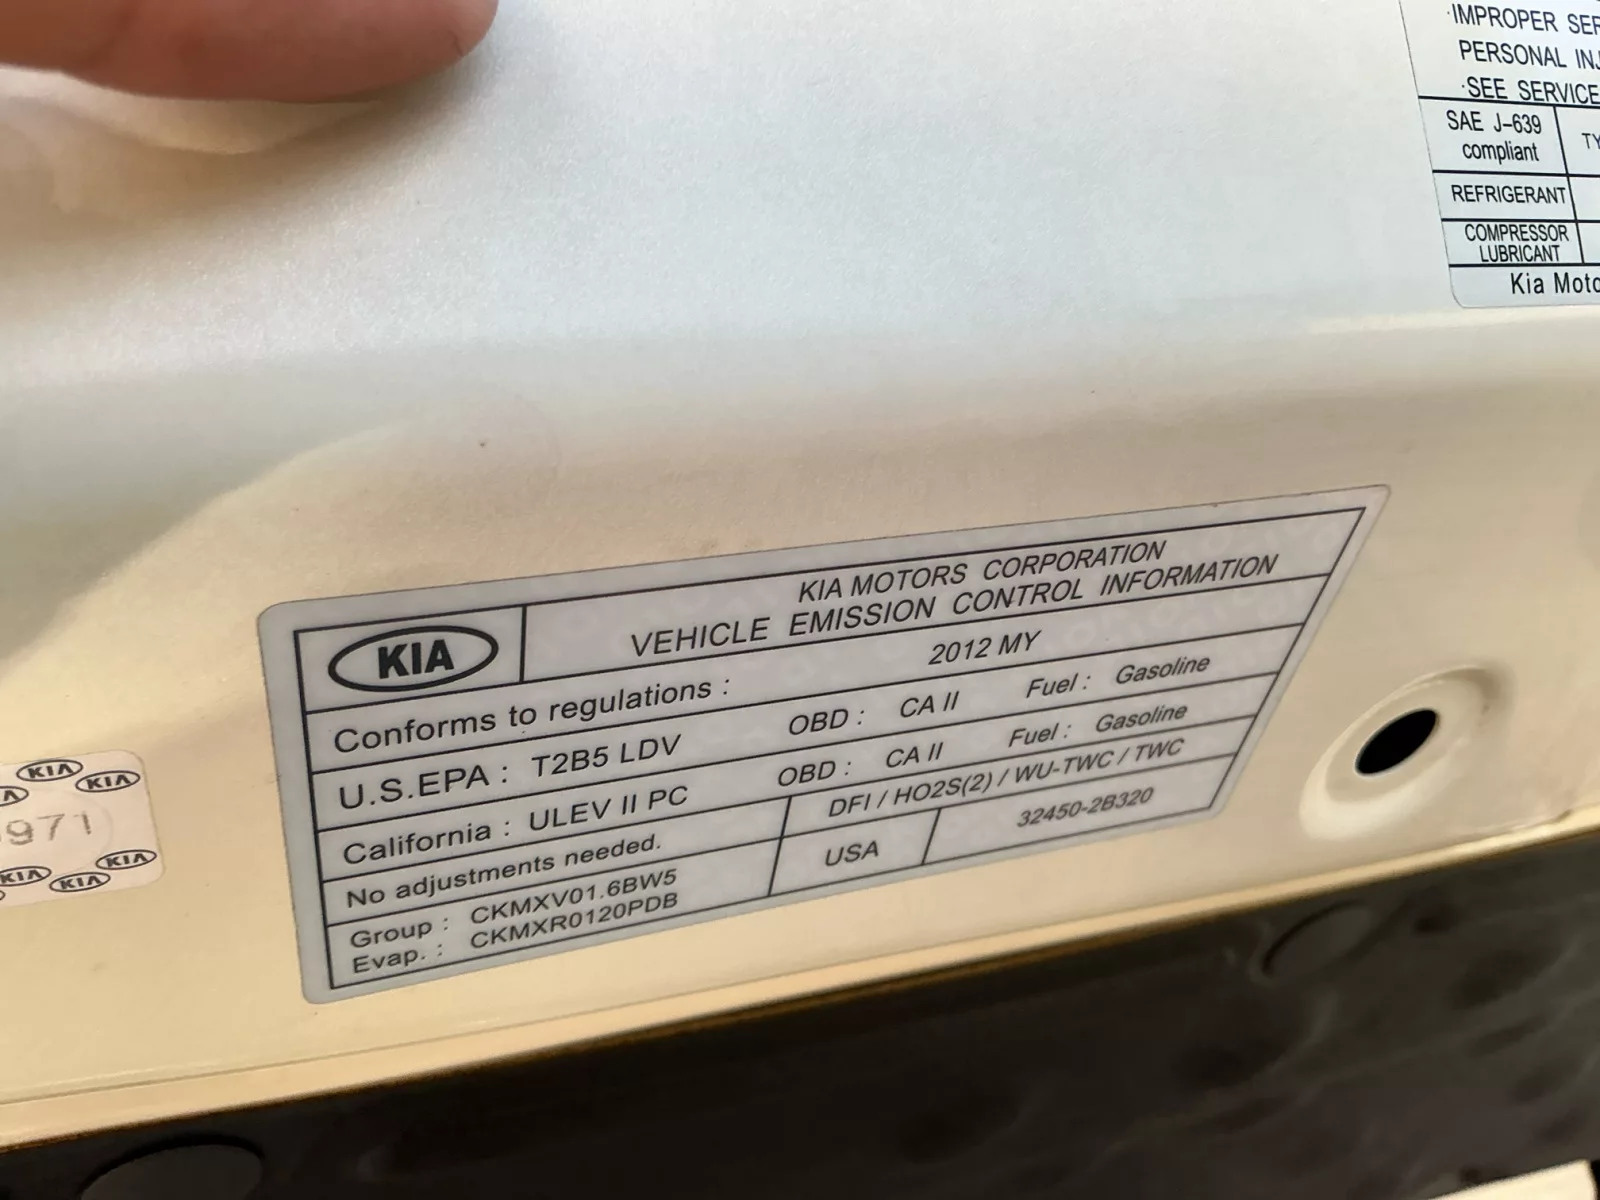 ·IMPROPER
PERSONAL
·SEE SERVICE
SAE J-639
compliant
REFRIGERANT
COMPRESSOR
LUBRICANT
Kia
KIA
KIA MOTORS CORPORATION
VEHICLE EMISSION CONTROL INFORMATION
Conforms to regulations : 2012 MY
U.S.EPA : T2B5 LDV OBD : CA II Fuel : Gasoline
California : ULEV II PC OBD : CA II Fuel : Gasoline
No adjustments needed. DFI / HO2S(2) / WU-TWC / TWC
Group : CKMXV01.6BW5
Evap. : CKMXR0120PDB
USA 32450-2B320
KIA
KIA
971
KIA
KIA
KIA